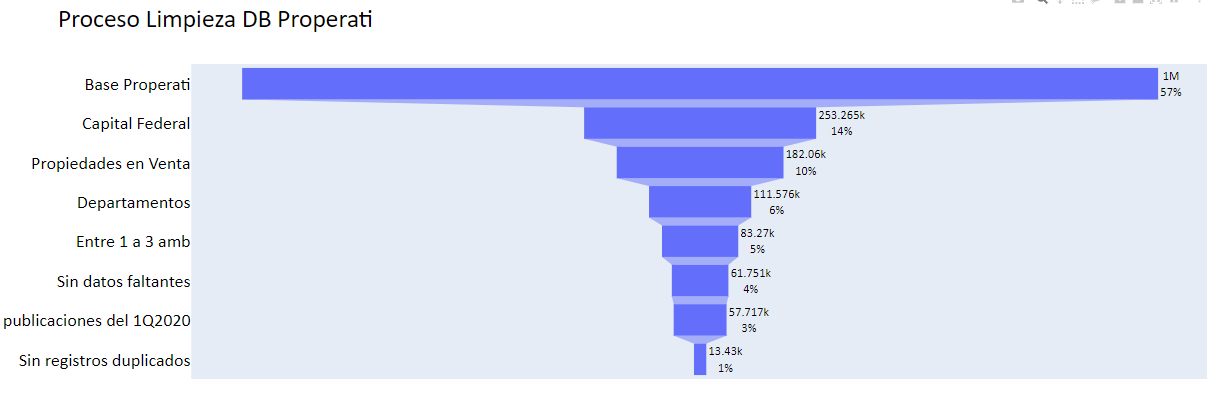 Proceso Limpieza DB Properati
Base Properati
1M
57%
Capital Federal
253.265k
14%
Propiedades en Venta
182.06k
10%
Departamentos
111.576k
6%
Entre 1 a 3 amb
83.27k
5%
Sin datos faltantes
61.751k
4%
publicaciones del 1Q2020
57.717k
3%
Sin registros duplicados
13.43k
1%